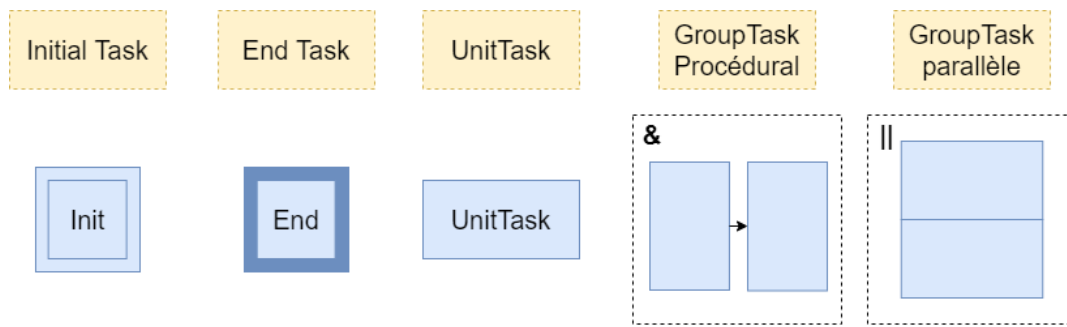 Initial Task
End Task
UnitTask
GroupTask
Procédural
GroupTask
parallèle
Init
End
UnitTask
&
||